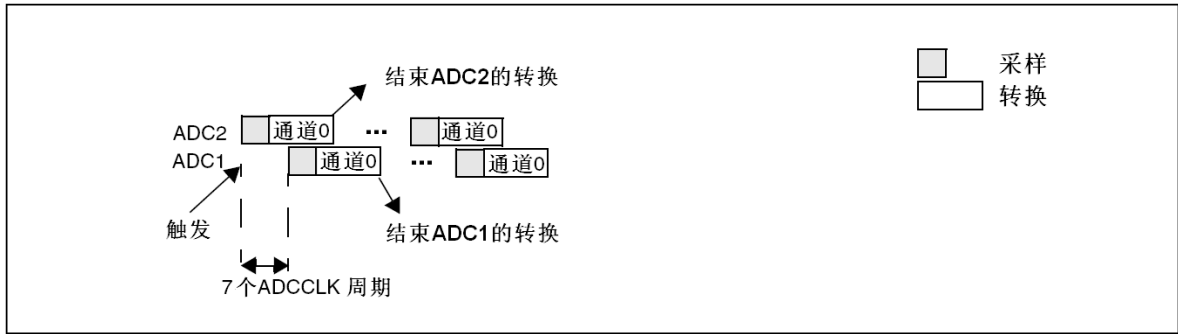 采样
转换
结束ADC2的转换
ADC2 通道0 ... 通道0
ADC1 通道0 ... 通道0
触发
结束ADC1的转换
7个ADCCLK 周期